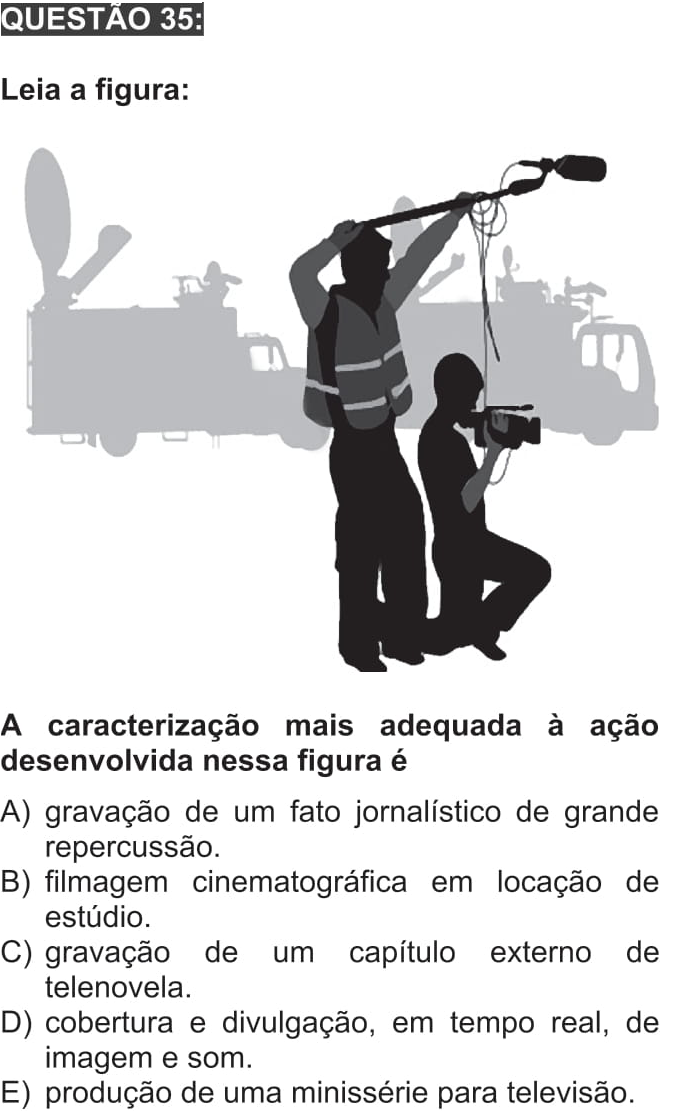 QUESTÃO 35:
Leia a figura:
A caracterização mais adequada à ação
desenvolvida nessa figura é
A) gravação de um fato jornalístico de grande
repercussão.
B) filmagem cinematográfica em locação de
estúdio.
C) gravação de um capítulo externo de
telenovela.
D) cobertura e divulgação, em tempo real, de
imagem e som.
E) produção de uma minissérie para televisão.